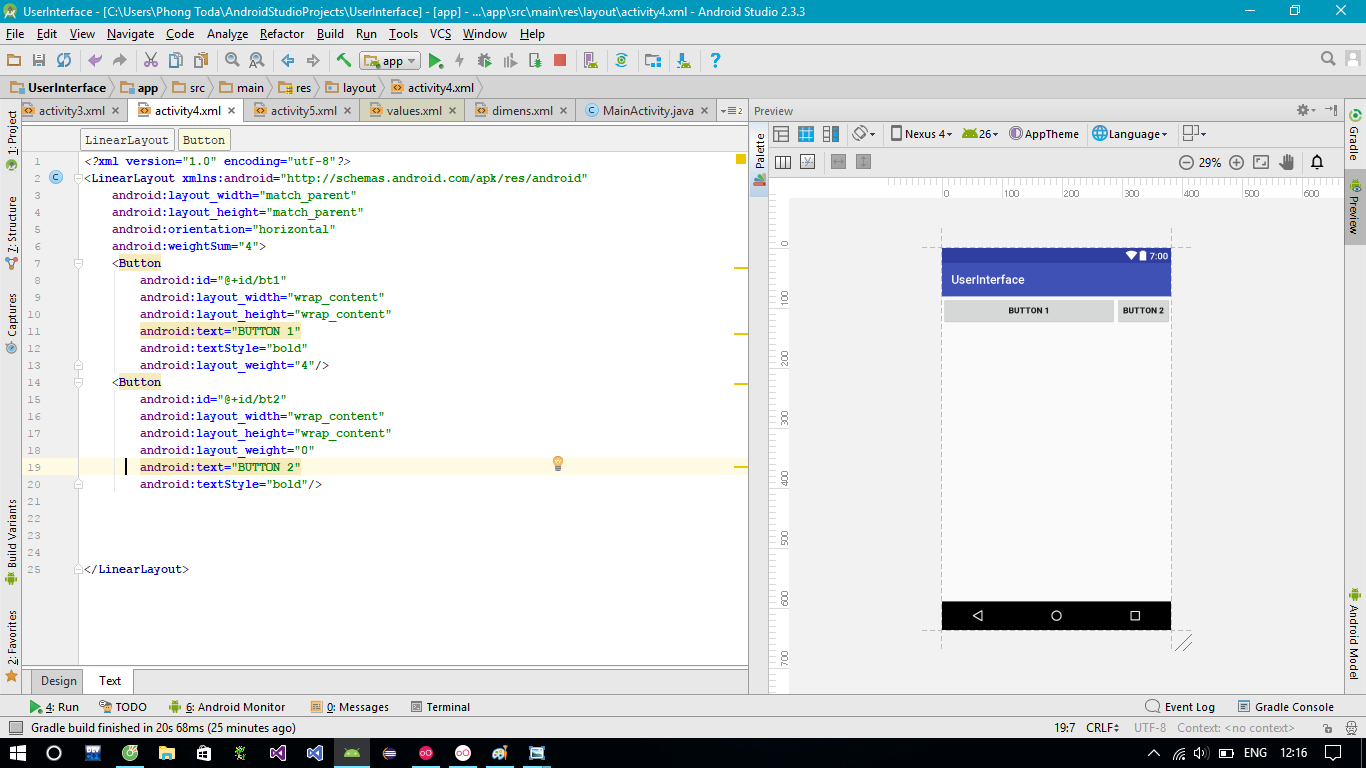 UserInterface - [C:\Users\Phong Toda\AndroidStudioProjects\UserInterface] - [app] - ...\app\src\main\res\layout\activity4.xml - Android Studio 2.3.3
File Edit View Navigate Code Analyze Refactor Build Run Tools VCS Window Help
app
UserInterface app src main res layout activity4.xml
activity3.xml activity4.xml activity5.xml values.xml dimens.xml MainActivity.java 2
LinearLayout Button
1 <?xml version="1.0" encoding="utf-8"?>
2 <LinearLayout xmlns:android="http://schemas.android.com/apk/res/android"
3 android:layout_width="match_parent"
4 android:layout_height="match_parent"
5 android:orientation="horizontal"
6 android:weightSum="4">
7 <Button
8 android:id="@+id/bt1"
9 android:layout_width="wrap_content"
10 android:layout_height="wrap_content"
11 android:text="BUTTON 1"
12 android:textStyle="bold"
13 android:layout_weight="4"/>
14 <Button
15 android:id="@+id/bt2"
16 android:layout_width="wrap_content"
17 android:layout_height="wrap_content"
18 android:layout_weight="0"
19 android:text="BUTTON 2"
20 android:textStyle="bold"/>
21
22
23
24
25 </LinearLayout>
Design Text
1: Project
7: Structure
Captures
Build Variants
2: Favorites
Preview
Palette
Nexus 4 26 AppTheme Language
29%
0 100 200 300 400 500 600
0
100
200
300
400
500
600
700
7:00
UserInterface
BUTTON 1 BUTTON 2
Gradle
Preview
Android Model
4: Run TODO 6: Android Monitor 0: Messages Terminal Event Log Gradle Console
Gradle build finished in 20s 68ms (25 minutes ago) 19:7 CRLF UTF-8 Context: <no context>
ENG 12:16